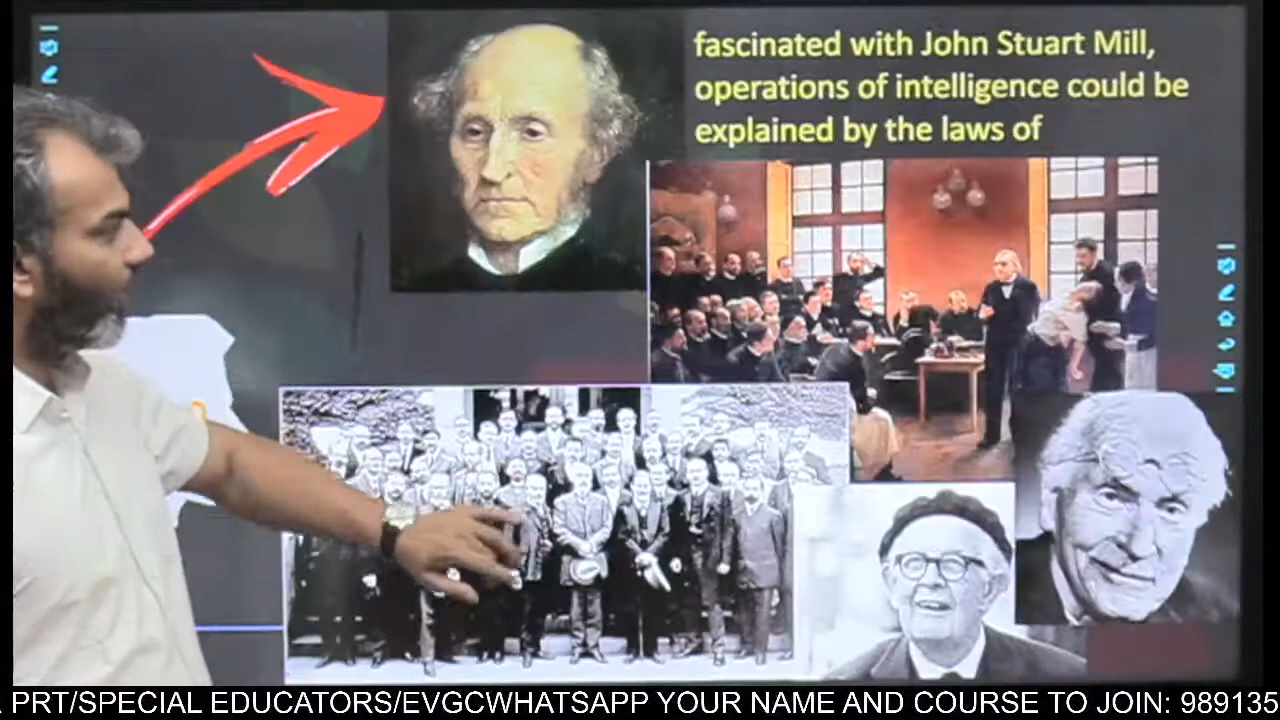 fascinated with John Stuart Mill,
operations of intelligence could be
explained by the laws of
PRT/SPECIAL EDUCATORS/EVGCWHATSAPP YOUR NAME AND COURSE TO JOIN: 989135